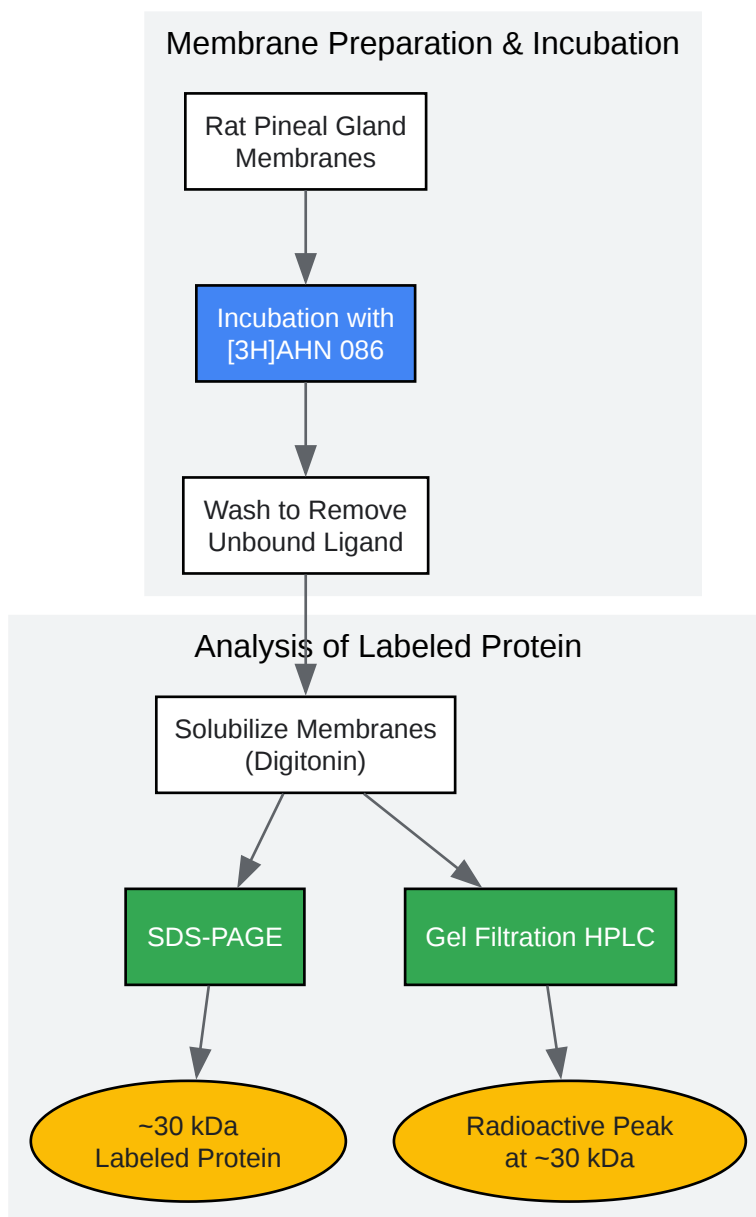 Membrane Preparation & Incubation
Rat Pineal Gland
Membranes
Incubation with
[3H]AHN 086
Wash to Remove
Unbound Ligand
Analysis of Labeled Protein
Solubilize Membranes
(Digitonin)
SDS-PAGE
Gel Filtration HPLC
~30 kDa
Labeled Protein
Radioactive Peak
at ~30 kDa